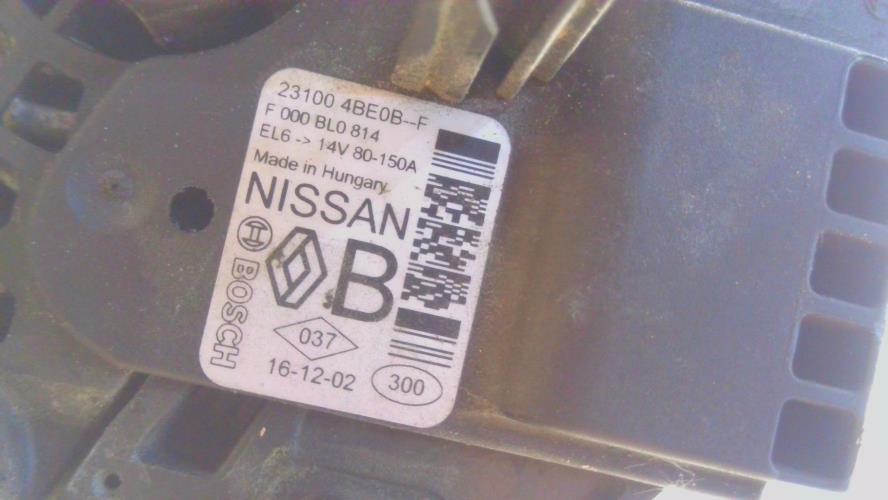 23100 4BE0B--F
F 000 BL0 814
EL6 -> 14V 80-150A
Made in Hungary
NISSAN
BOSCH
B
037
16-12-02
300